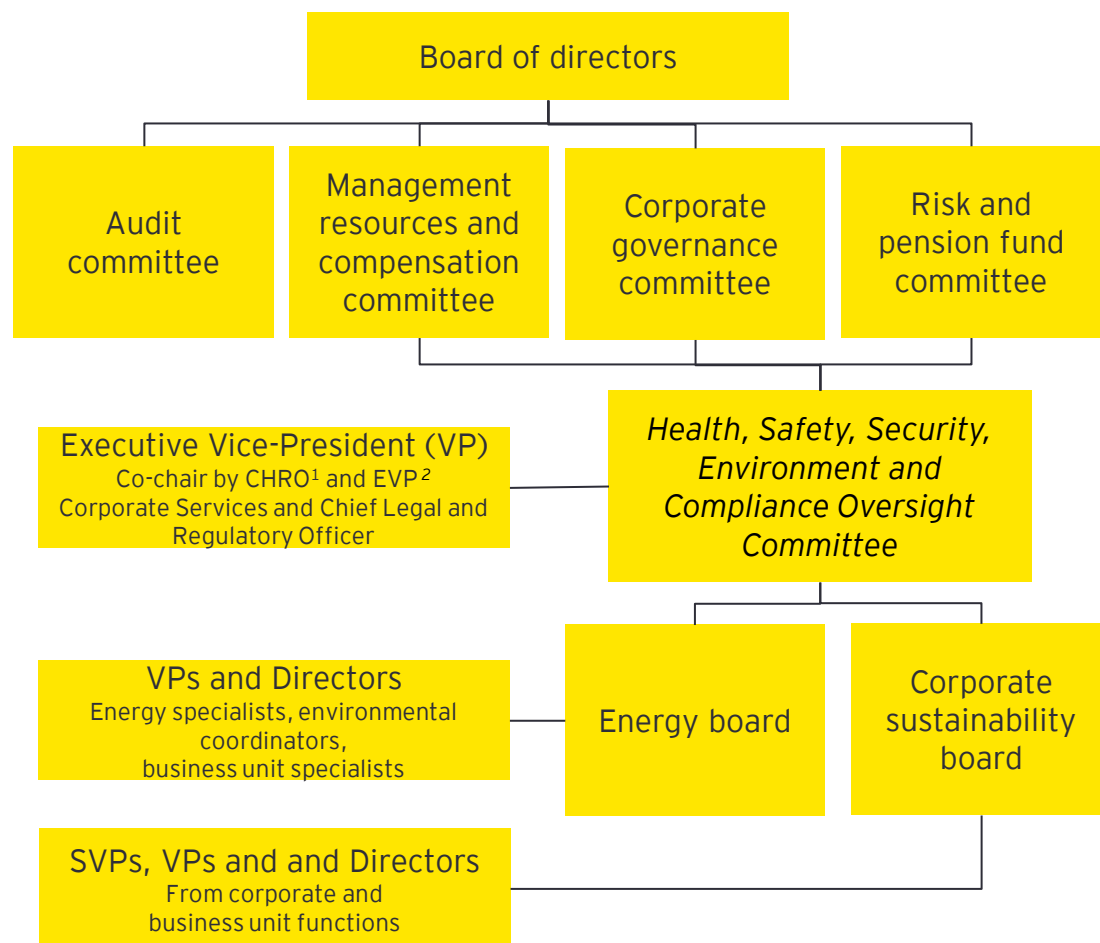 Board of directors
Audit
committee
Management
resources and
compensation
committee
Corporate
governance
committee
Risk and
pension fund
committee
Executive Vice-President (VP)
Co-chair by CHRO¹ and EVP²
Corporate Services and Chief Legal and
Regulatory Officer
Health, Safety, Security,
Environment and
Compliance Oversight
Committee
VPs and Directors
Energy specialists, environmental
coordinators,
business unit specialists
Energy board
Corporate
sustainability
board
SVPs, VPs and and Directors
From corporate and
business unit functions